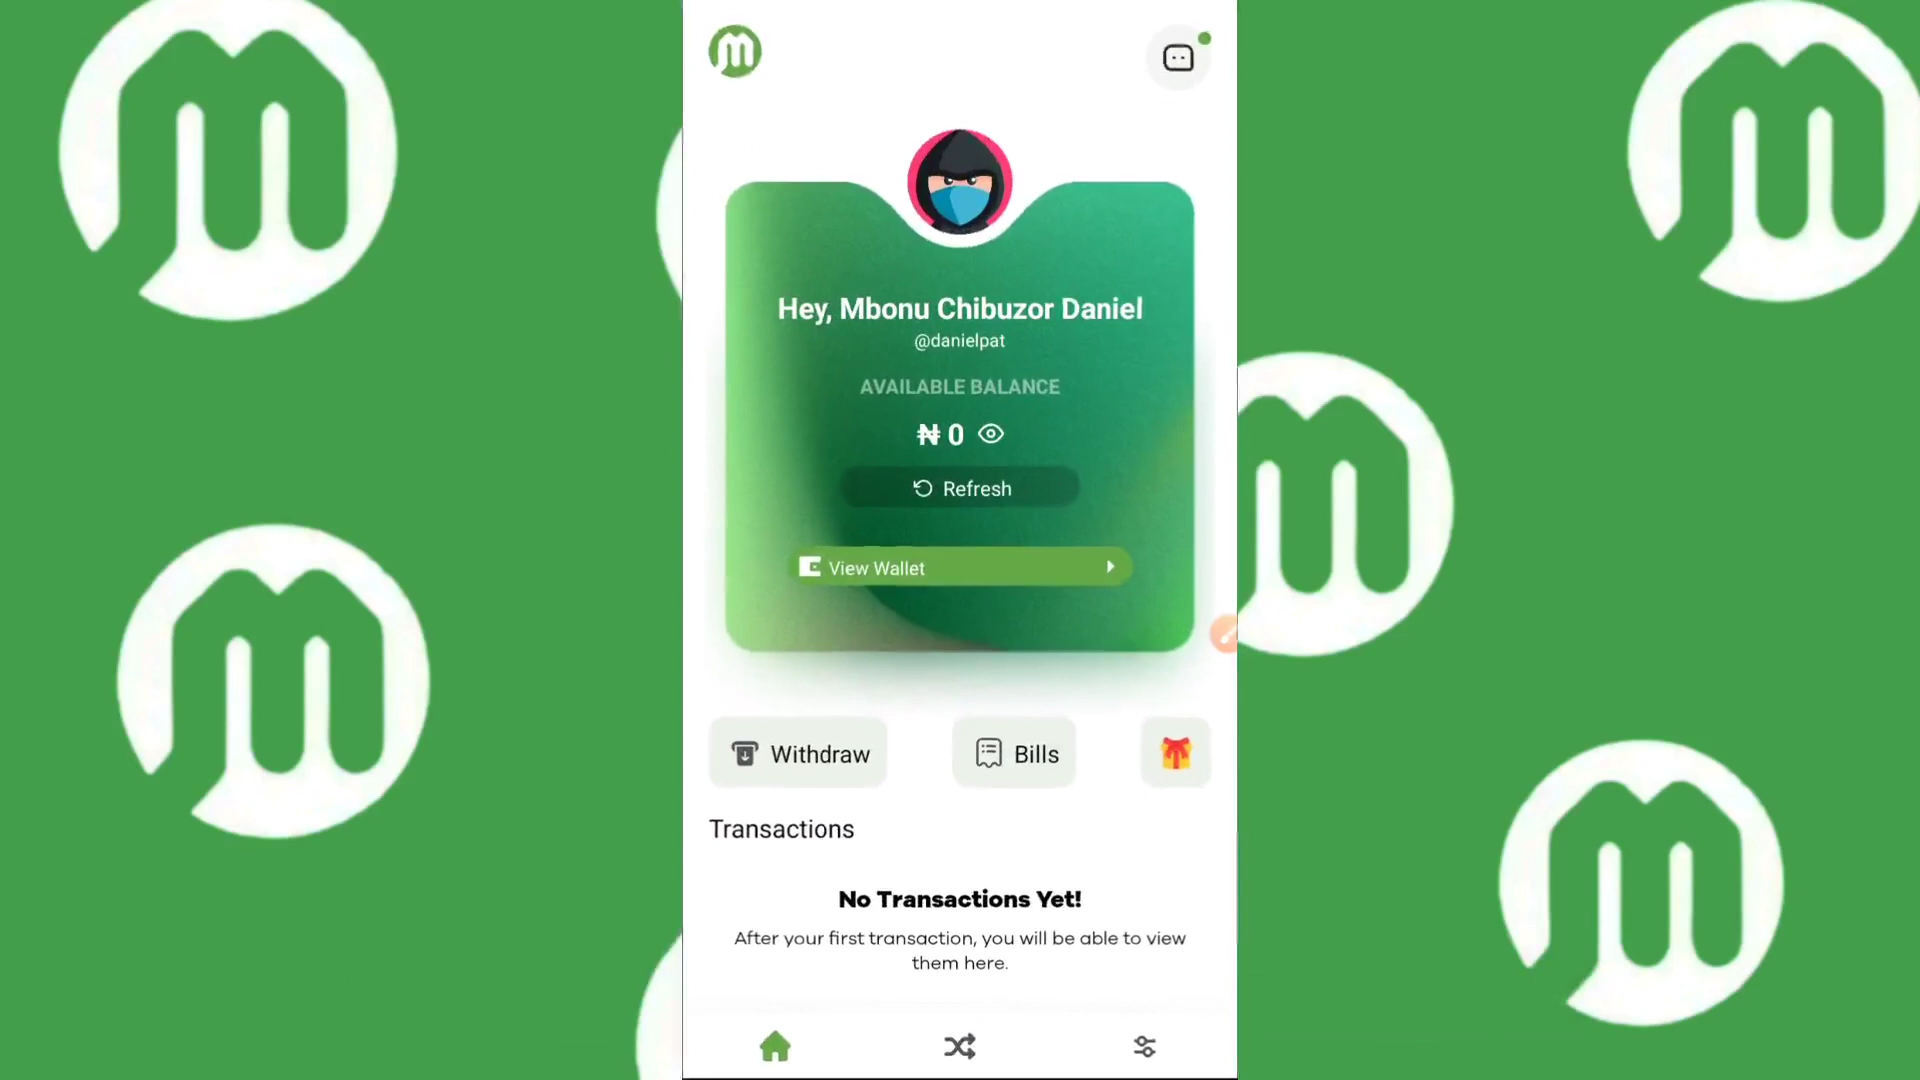 Hey, Mbonu Chibuzor Daniel
@danielpat
AVAILABLE BALANCE
₦ 0
Refresh
View Wallet
Withdraw
Bills
Transactions
No Transactions Yet!
After your first transaction, you will be able to view
them here.